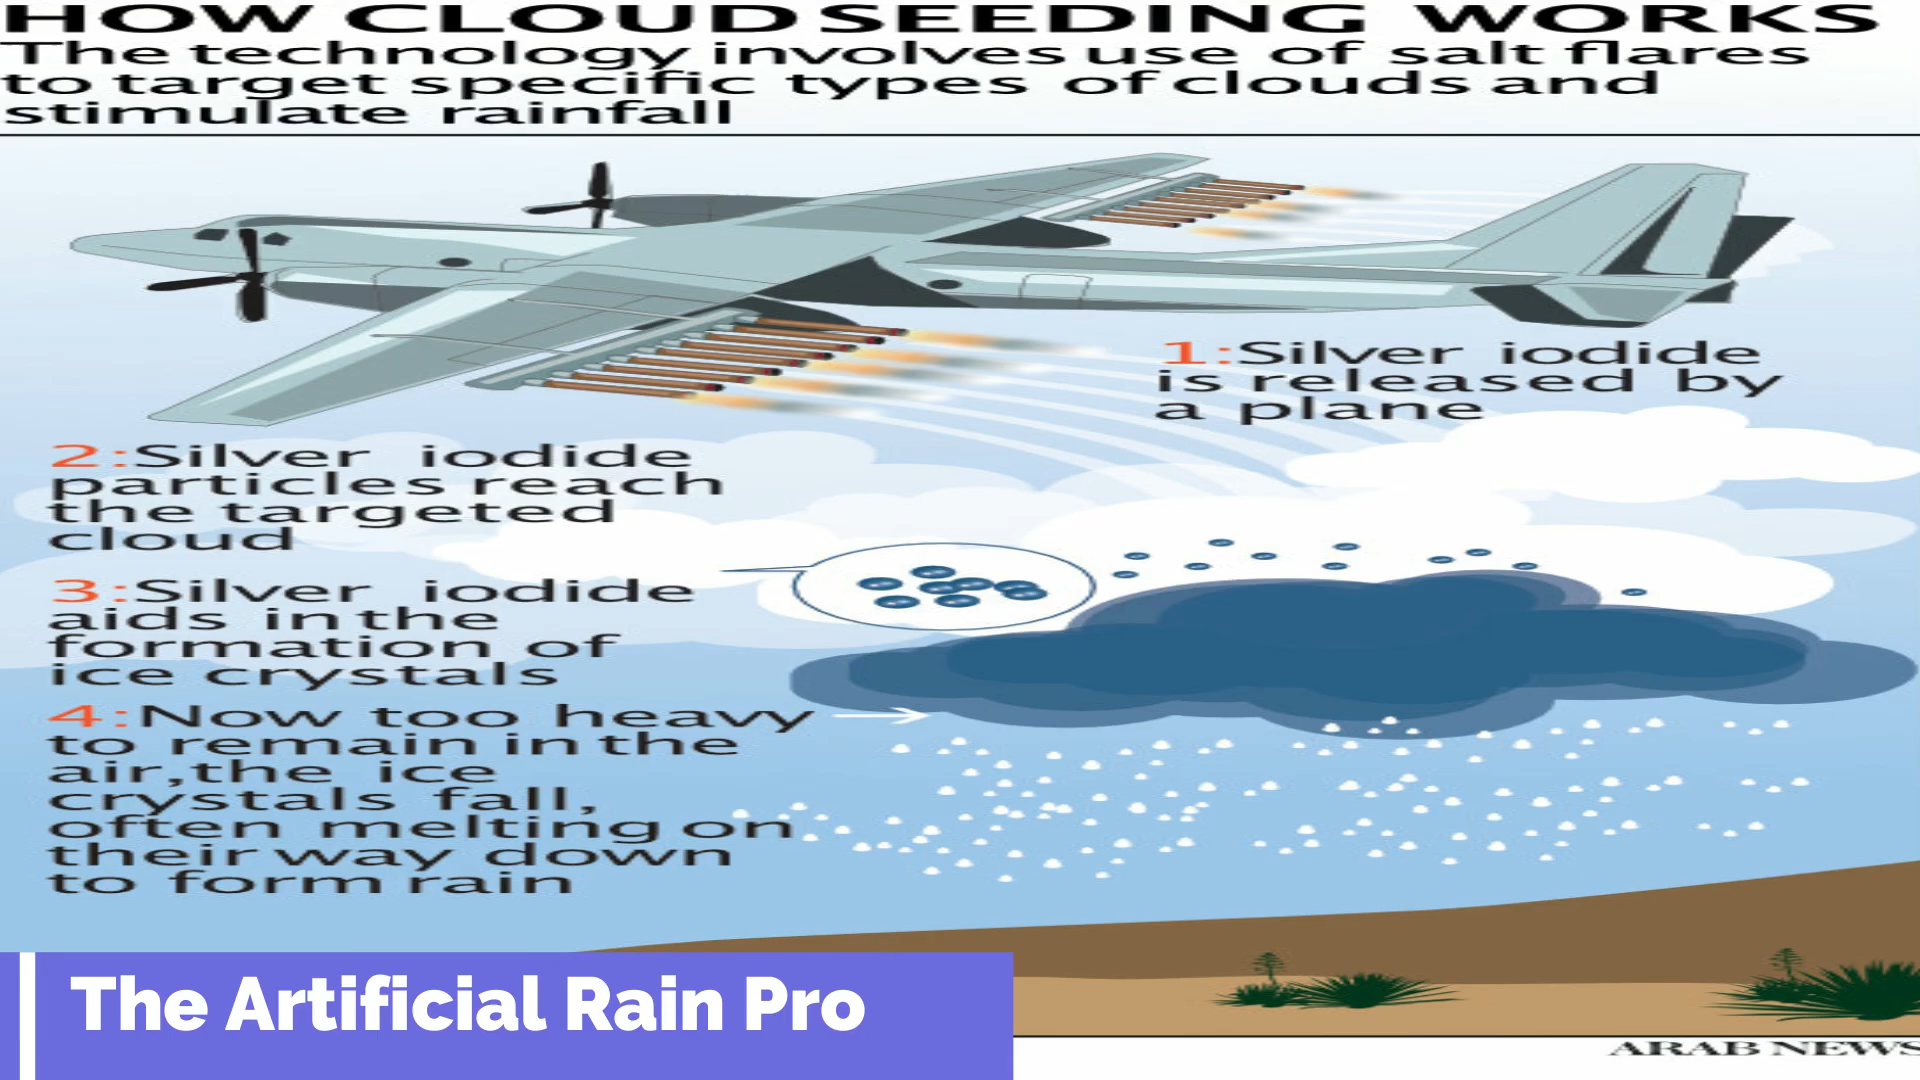 HOW CLOUD SEEDING WORKS
The technology involves use of salt flares
to target specific types of clouds and
stimulate rainfall
1:Silver iodide
is released by
a plane
2:Silver iodide
particles reach
the targeted
cloud
3:Silver iodide
aids in the
formation of
ice crystals
4:Now too heavy
to remain in the
air,the ice
crystals fall,
often melting on
their way down
to form rain
The Artificial Rain Pro
ARAB NEWS